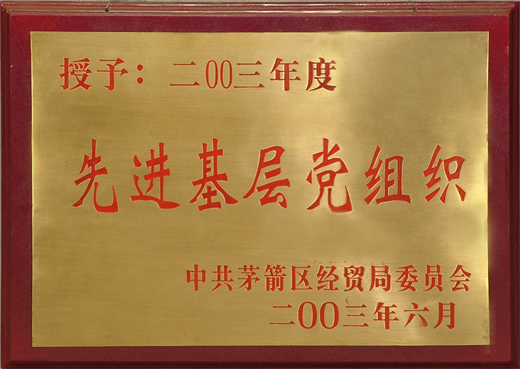 授予：二00三年度
先进基层党组织
中共茅箭区经贸局委员会
二00三年六月